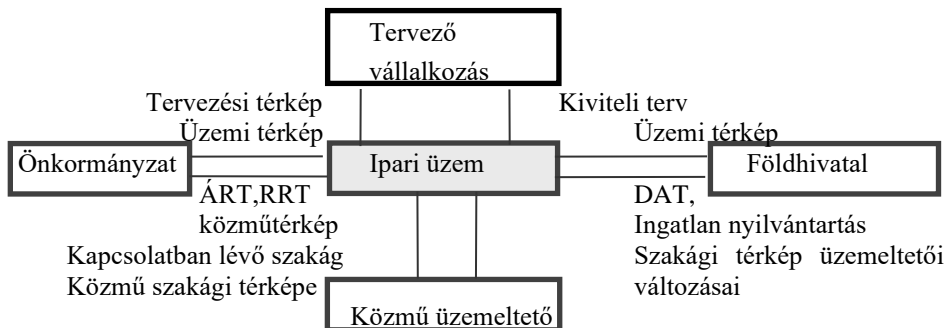 Tervező
vállalkozás
Tervezési térkép
Kiviteli terv
Üzemi térkép
Üzemi térkép
Önkormányzat
Ipari üzem
Földhivatal
ÁRT,RRT
közműtérkép
DAT,
Ingatlan nyilvántartás
Kapcsolatban lévő szakág
Közmű szakági térképe
Szakági térkép üzemeltetői
változásai
Közmű üzemeltető